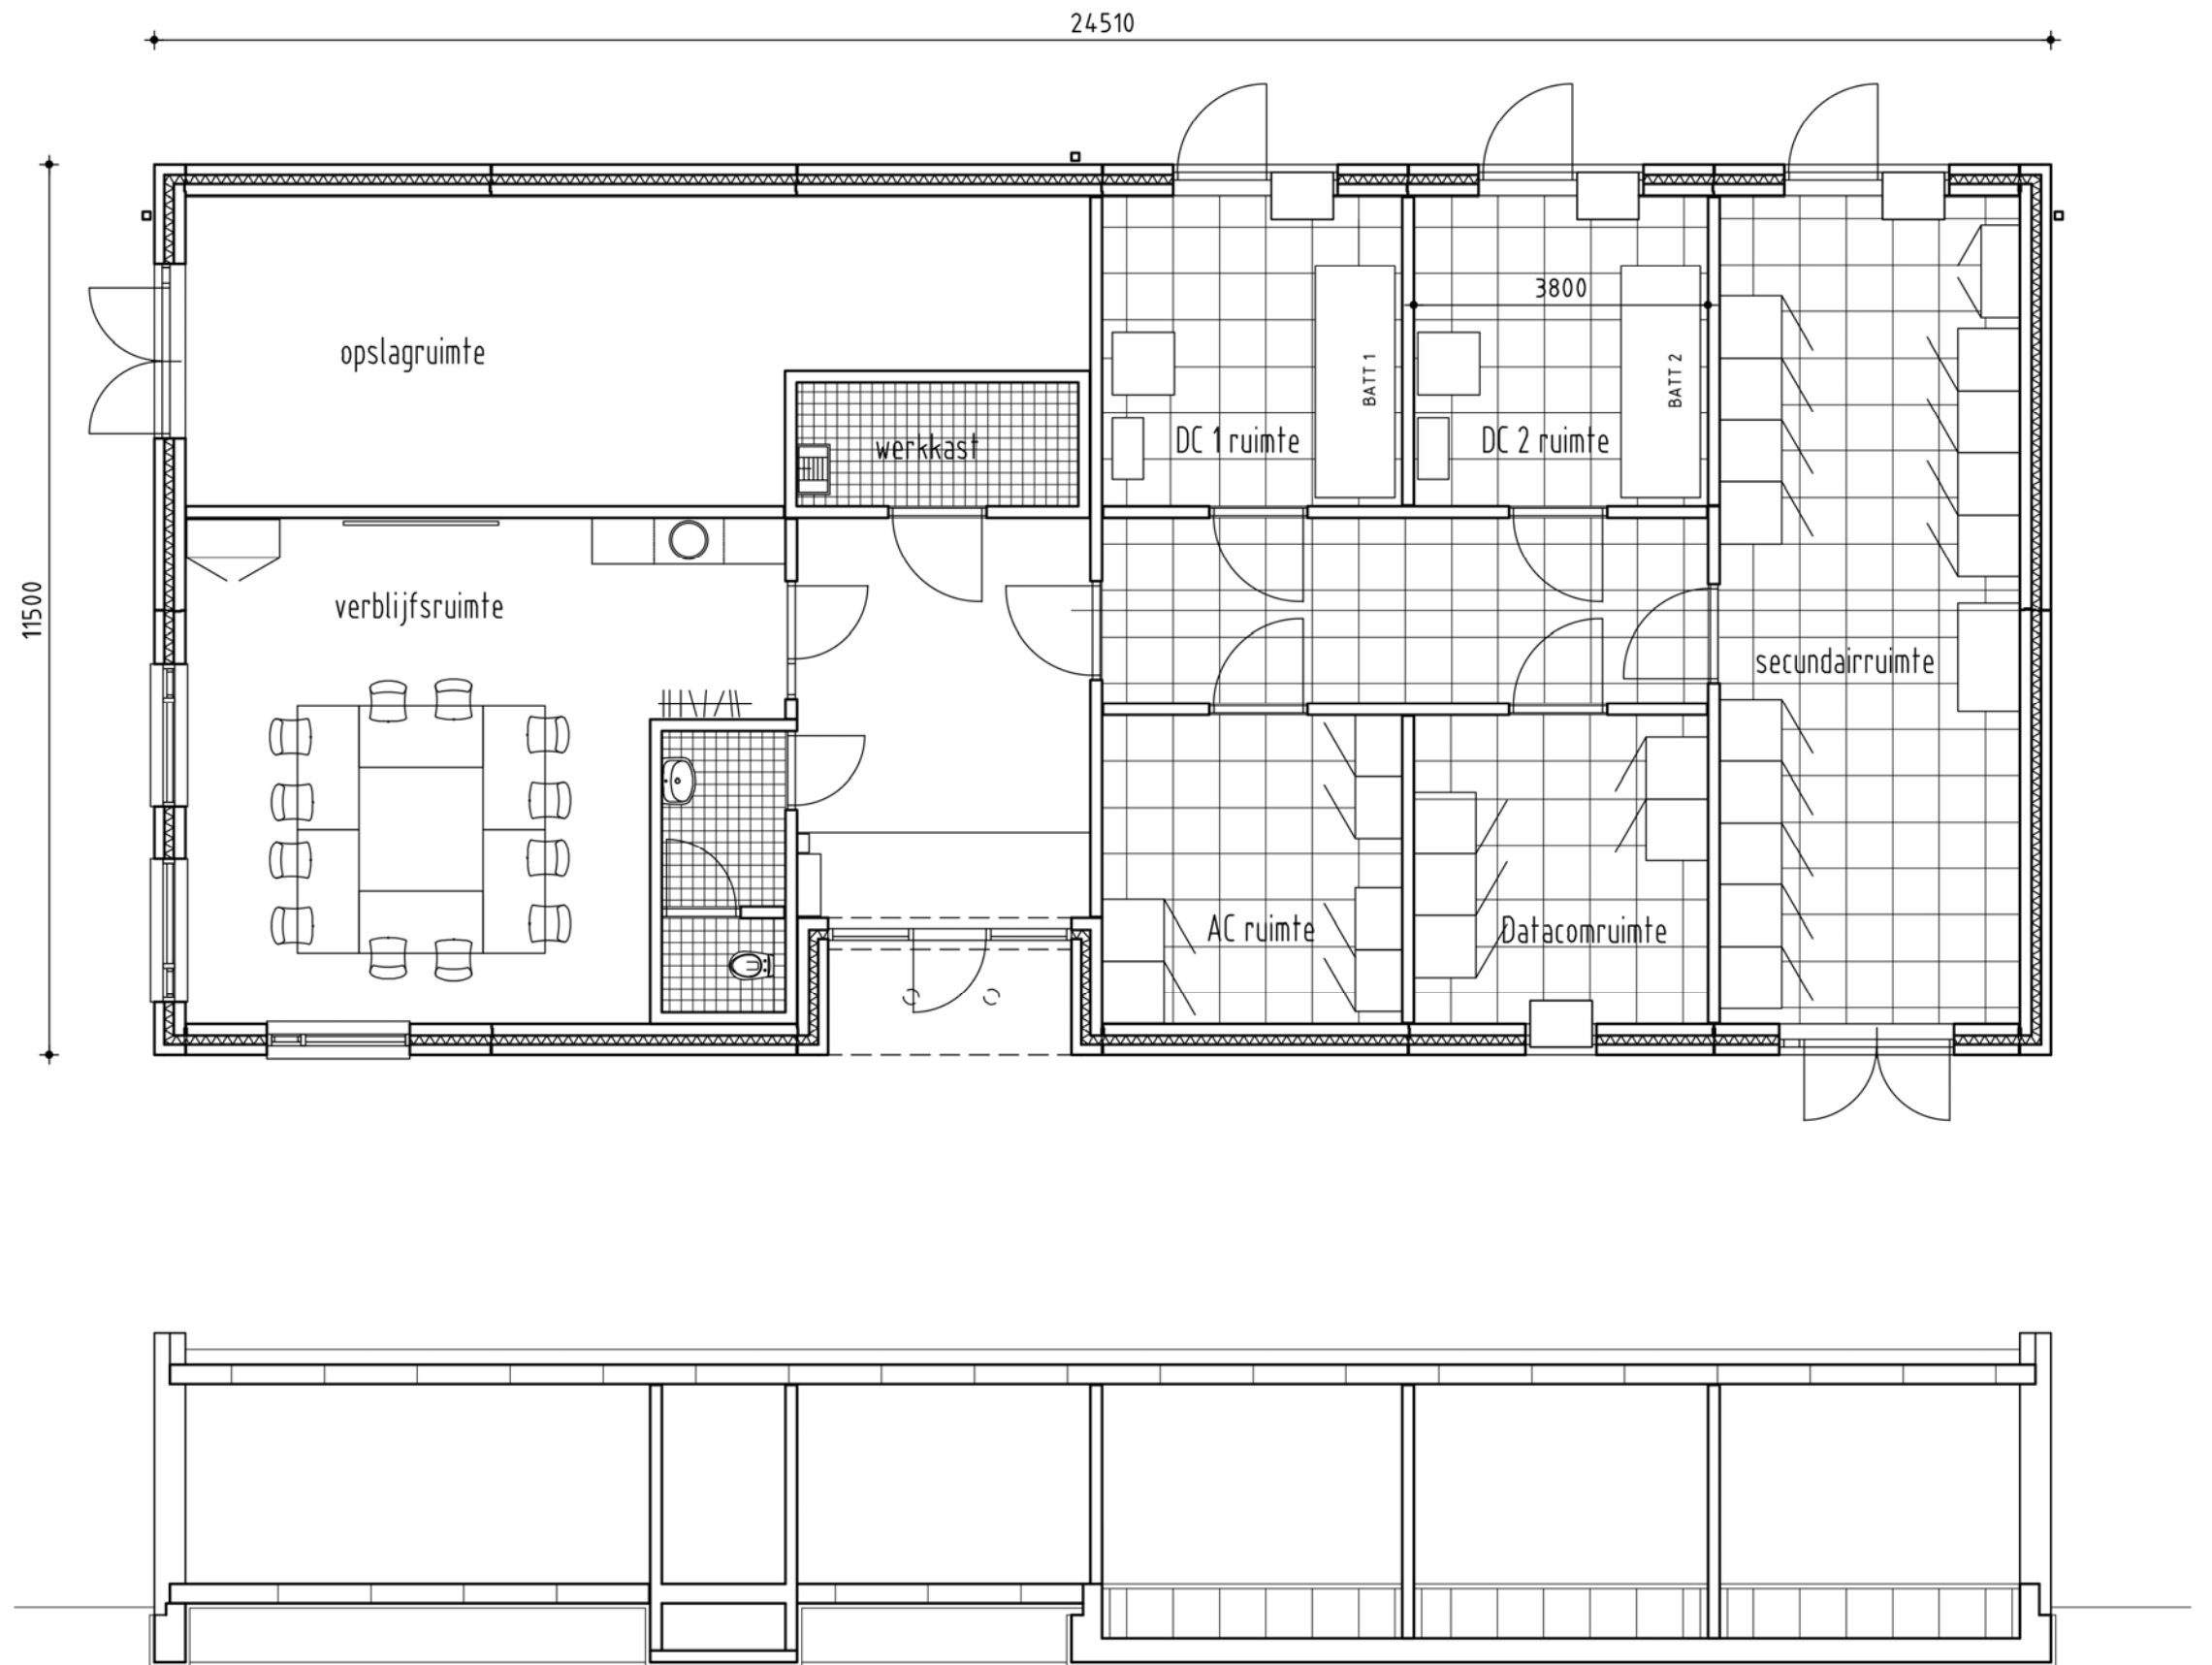 24510
3800
opslagruimte
BATT 1
BATT 2
werkkast
DC 1 ruimte
DC 2 ruimte
11500
verblijfsruimte
secundairruimte
AC ruimte
Datacomruimte